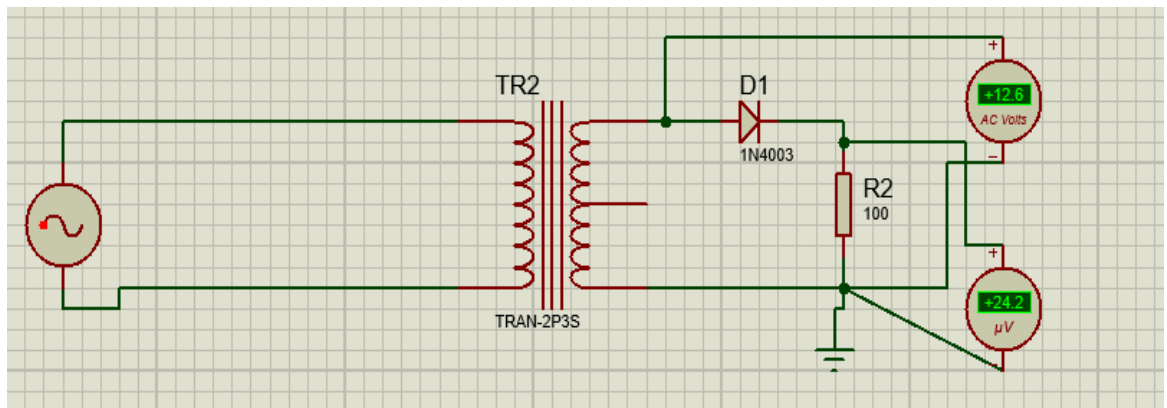 TR2
TRAN-2P3S
D1
1N4003
R2
100
+
+12.6
AC Volts
−
+
+24.2
µV
−